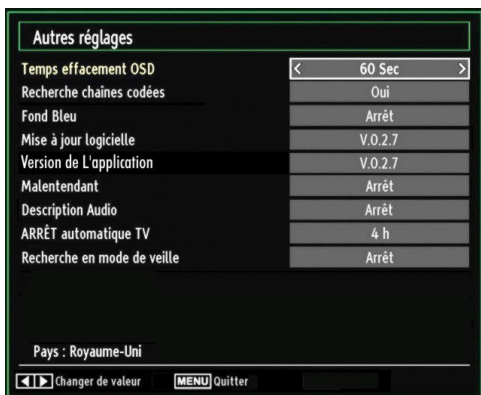 Autres réglages
Temps effacement OSD < 60 Sec >
Recherche chaînes codées Oui
Fond Bleu Arrêt
Mise à jour logicielle V.0.2.7
Version de L'application V.0.2.7
Malentendant Arrêt
Description Audio Arrêt
ARRÊT automatique TV 4 h
Recherche en mode de veille Arrêt
Pays : Royaume-Uni
Changer de valeur MENU Quitter